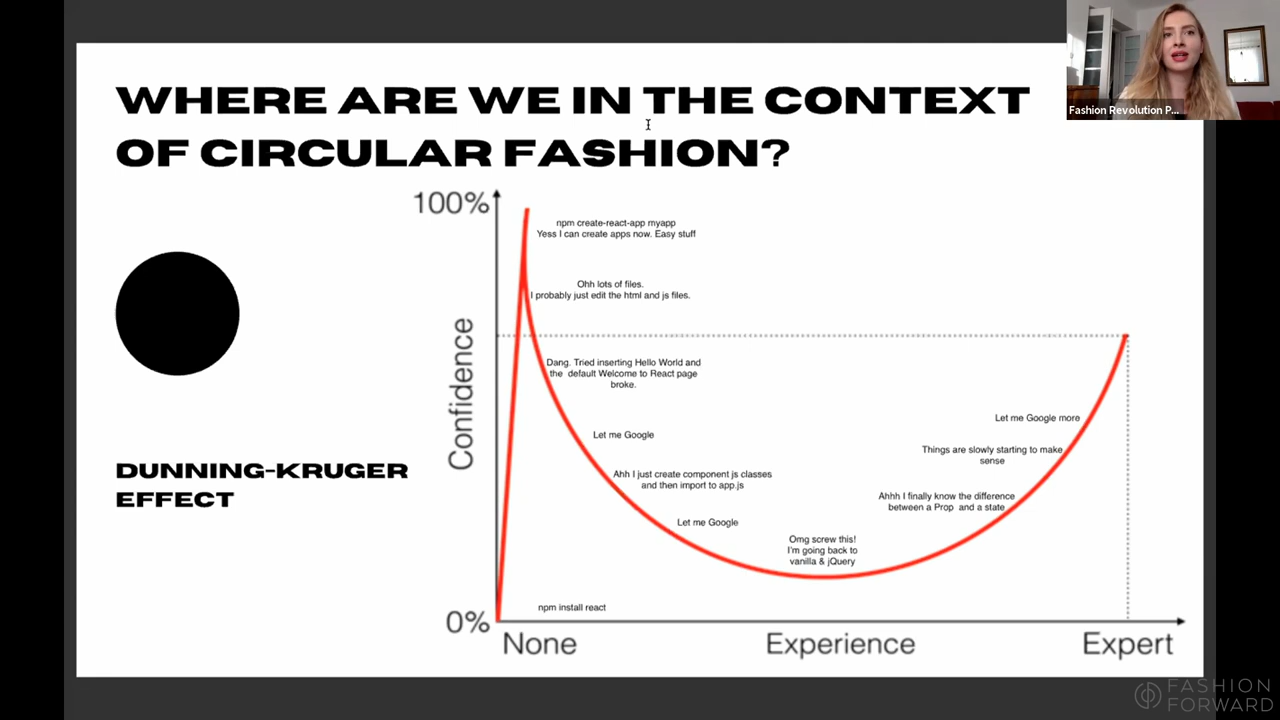 WHERE ARE WE IN THE CONTEXT
OF CIRCULAR FASHION?
Fashion Revolution P...
100%
npm create-react-app myapp
Yess I can create apps now. Easy stuff
Ohh lots of files.
I probably just edit the html and js files.
Confidence
Dang. Tried inserting Hello World and
the default Welcome to React page
broke.
Let me Google
Let me Google more
Things are slowly starting to make
sense
DUNNING-KRUGER
EFFECT
Ahh I just create component js classes
and then import to app.js
Ahhh I finally know the difference
between a Prop and a state
Let me Google
Omg screw this!
I'm going back to
vanilla & jQuery
npm install react
0%
None
Experience
Expert
FASHION
FORWARD